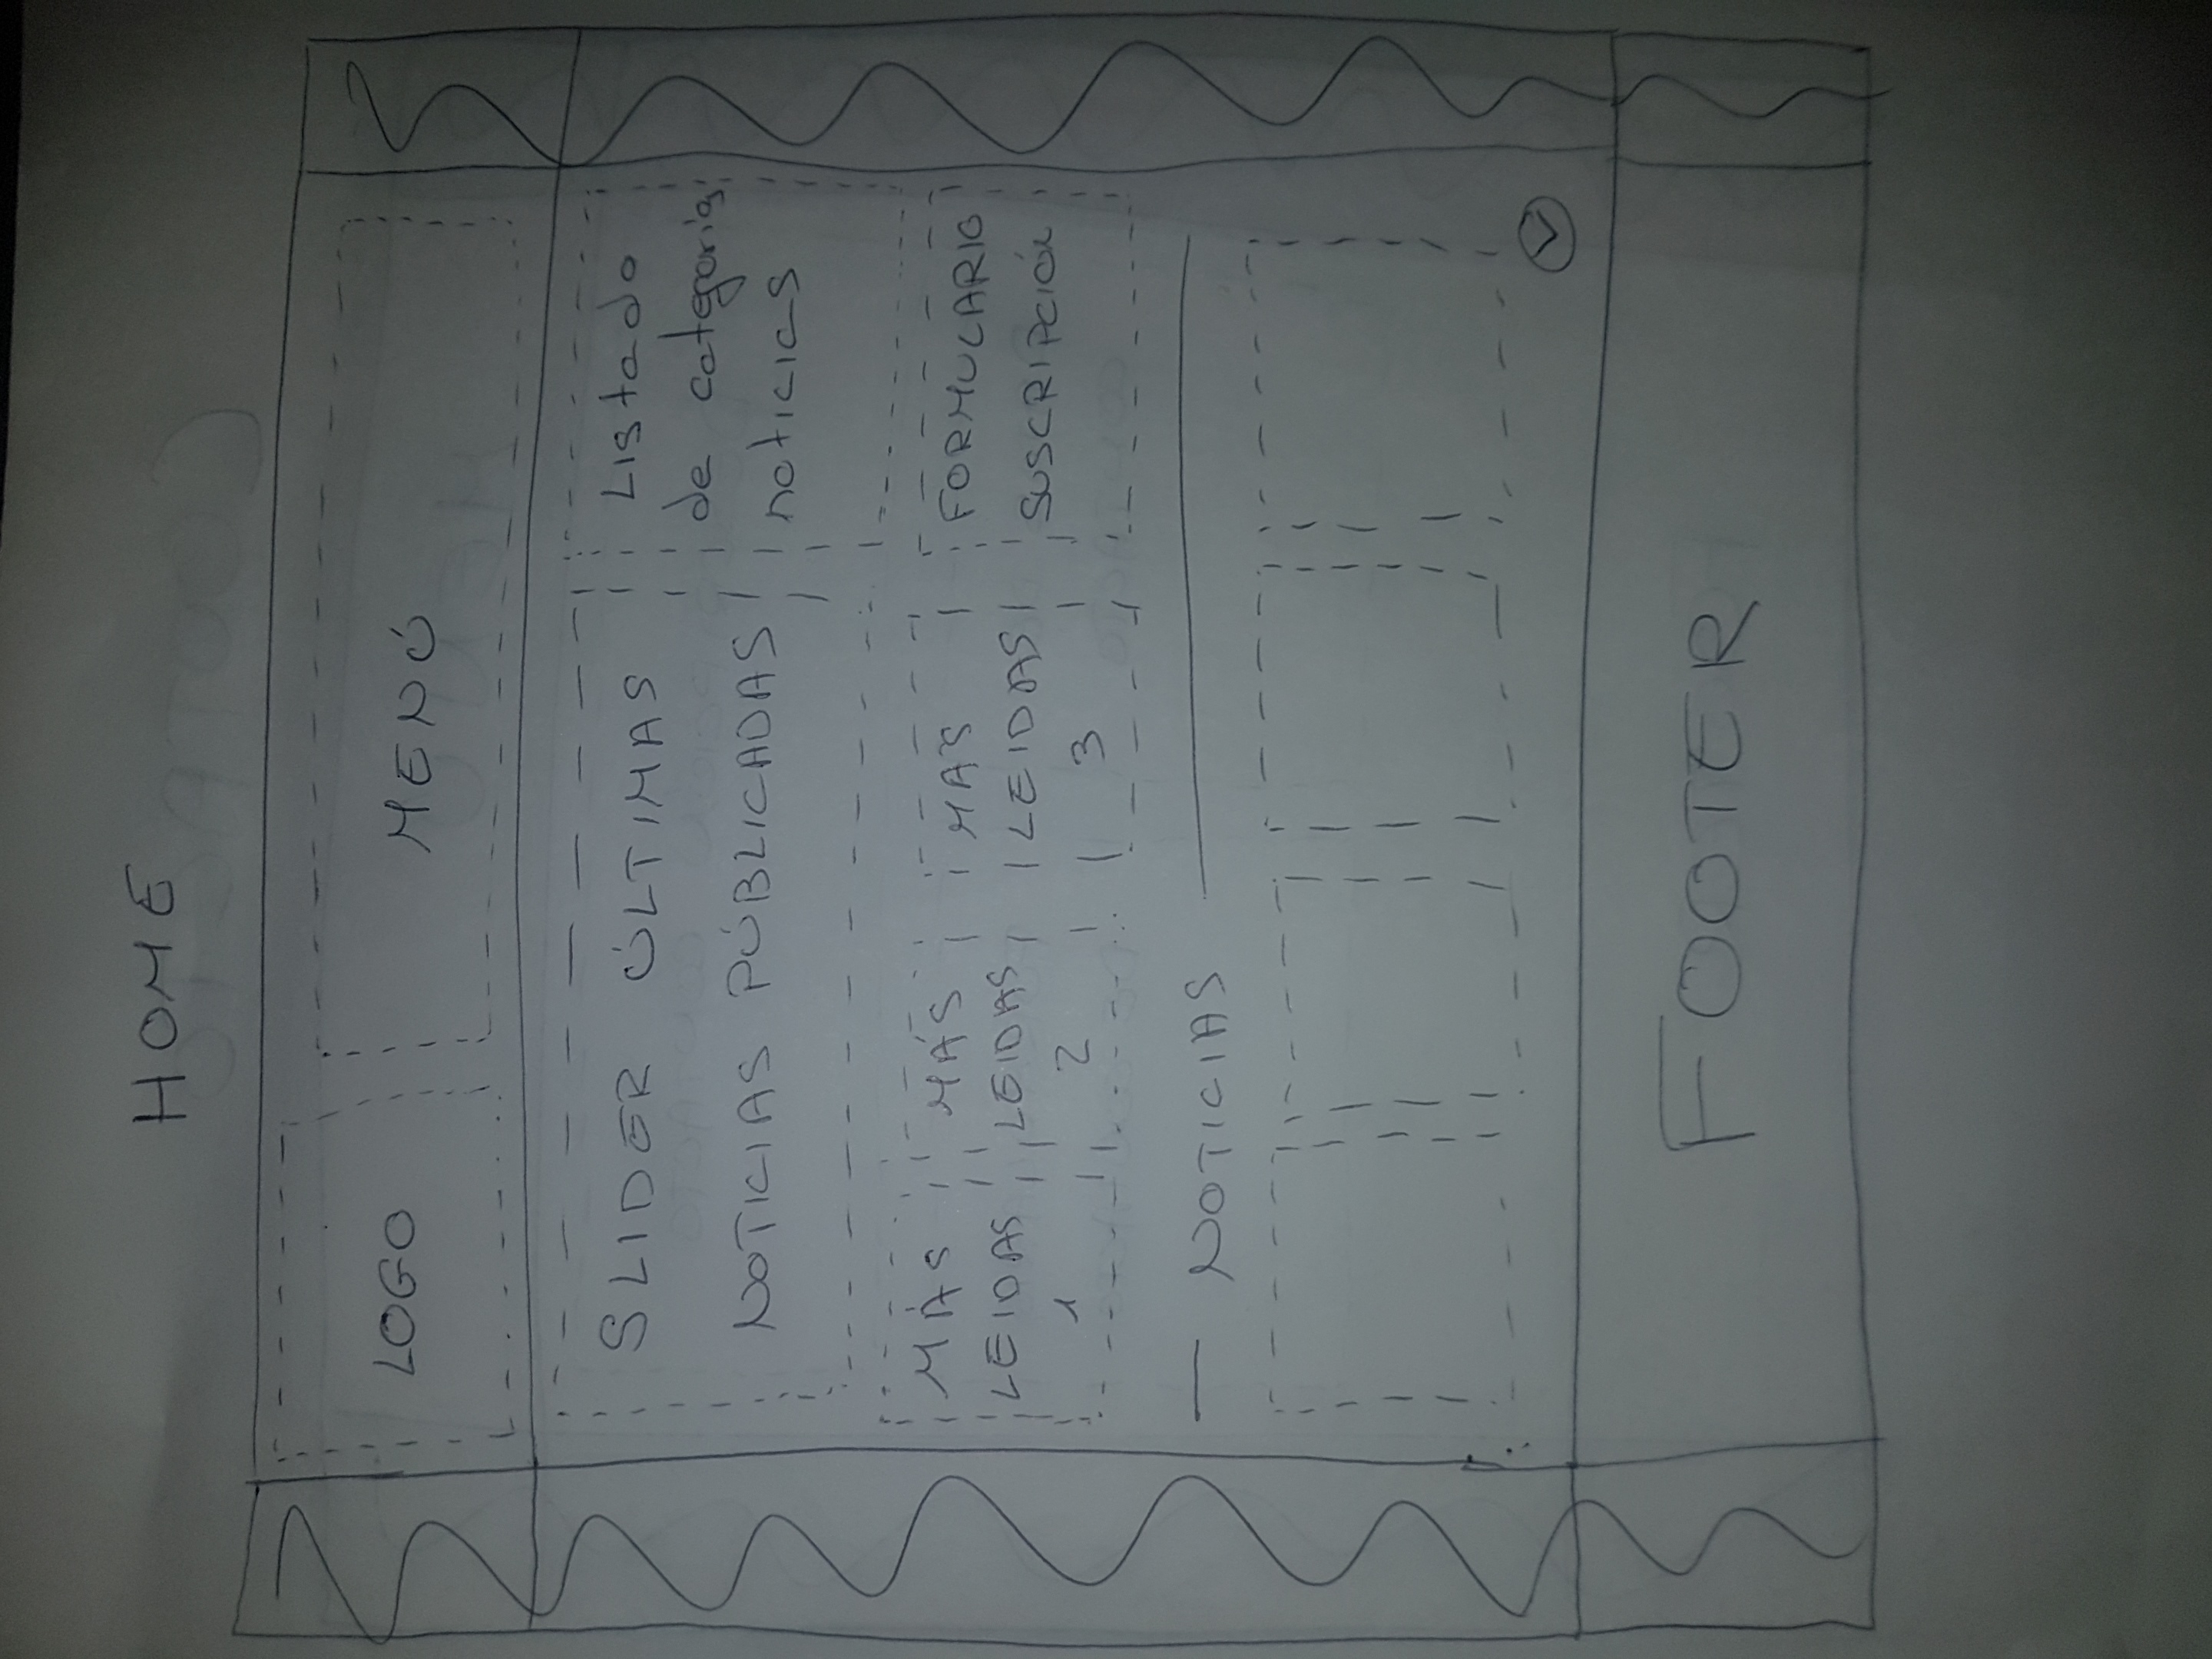 HOME
LOGO
MENÚ
SLIDER ÚLTIMAS
NOTICIAS PÚBLICADAS
Listado
de categorias
noticias
MÁS
LEIDAS
1
MÁS
LEIDAS
2
MÁS
LEIDAS
3
FORMULARIO
SUSCRIPCIÓN
NOTICIAS
FOOTER